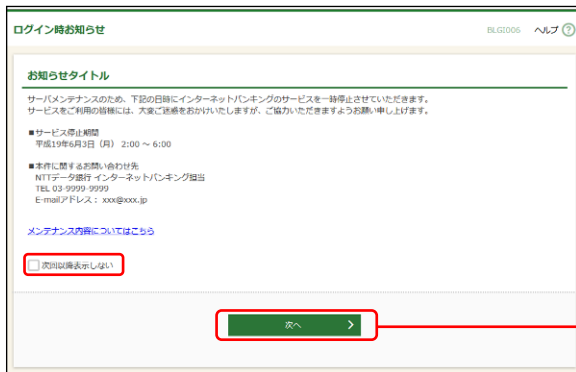 ログイン時お知らせ
BLGI006 ヘルプ ?
お知らせタイトル
サーバメンテナンスのため、下記の日時にインターネットバンキングのサービスを一時停止させていただきます。
サービスをご利用の皆様には、大変ご迷惑をおかけいたしますが、ご協力いただきますようお願い申し上げます。
■サービス停止期間
平成19年6月3日（月） 2:00 ～ 6:00
■本件に関するお問い合わせ先
NTTデータ銀行 インターネットバンキング担当
TEL 03-9999-9999
E-mailアドレス： xxx@xxx.jp
メンテナンス内容についてはこちら
次回以降表示しない
次へ